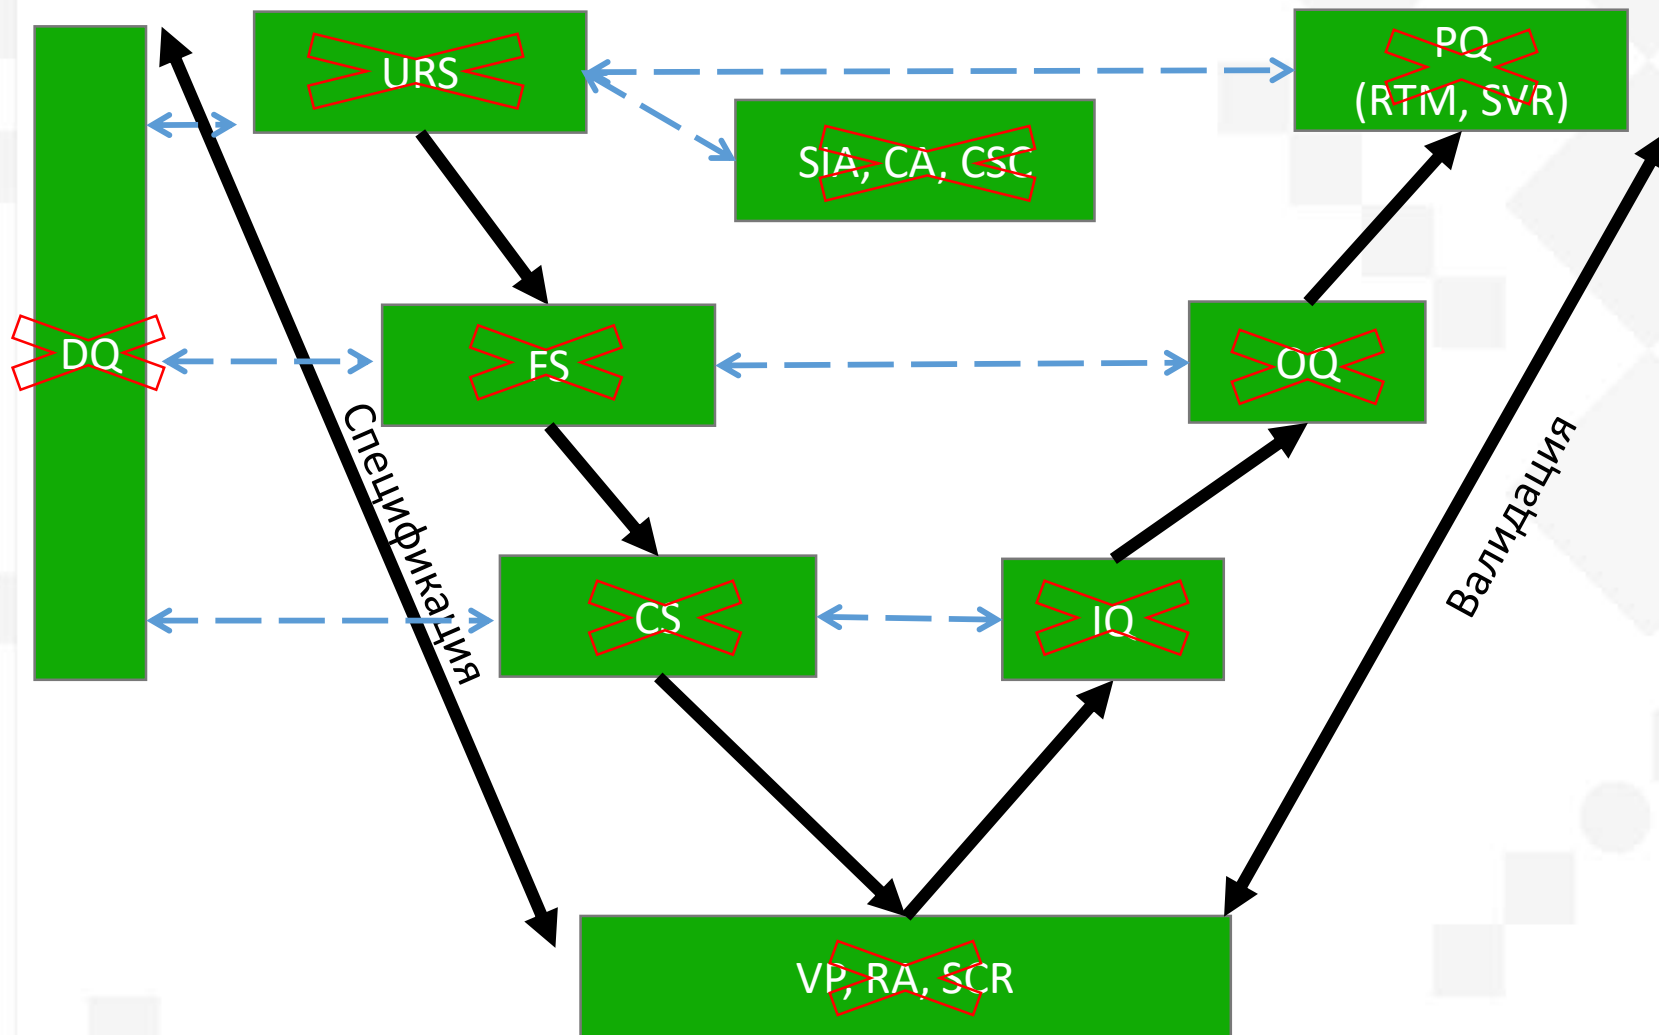 URS
PQ
(RTM, SVR)
SIA, CA, CSC
DQ
FS
OQ
Спецификация
Валидация
CS
IQ
VP, RA, SCR